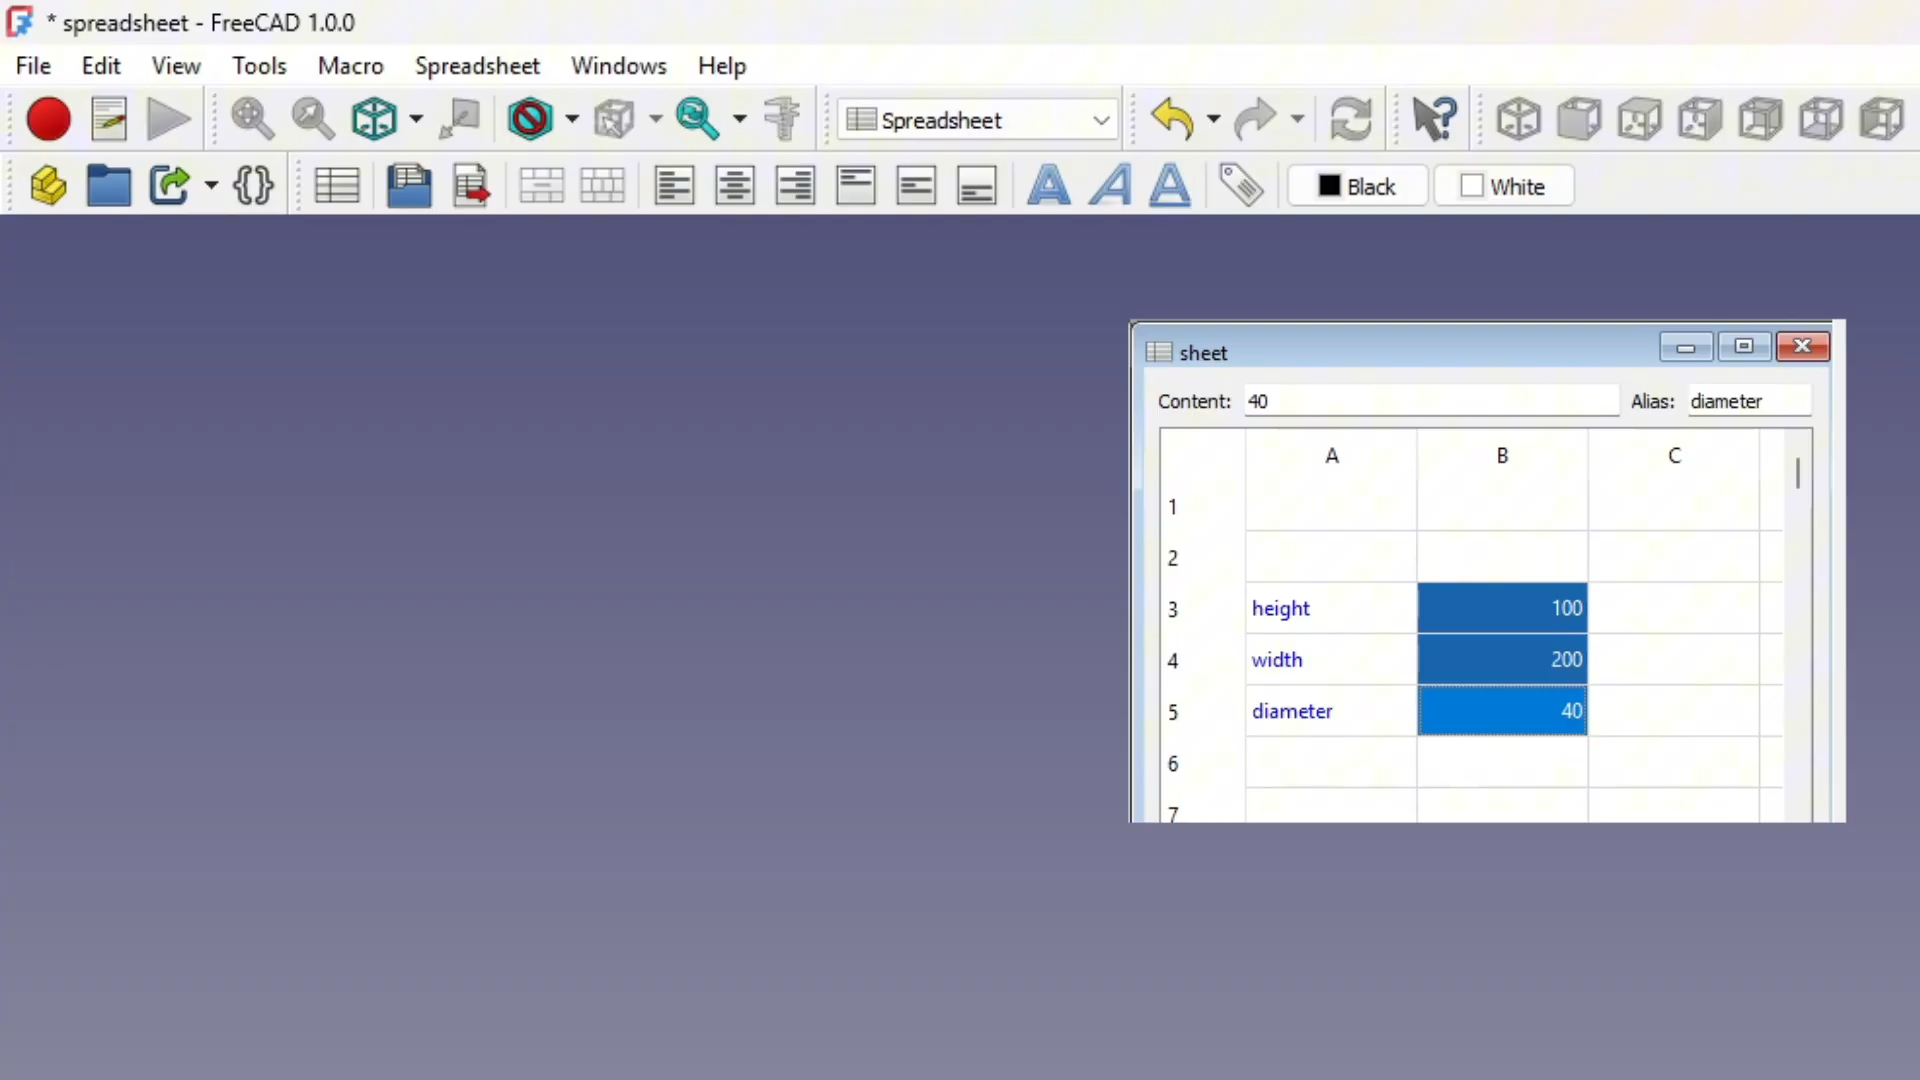 * spreadsheet - FreeCAD 1.0.0
File Edit View Tools Macro Spreadsheet Windows Help
Spreadsheet
Black White
sheet
Content: 40 Alias: diameter
A B C
1
2
3 height 100
4 width 200
5 diameter 40
6
7